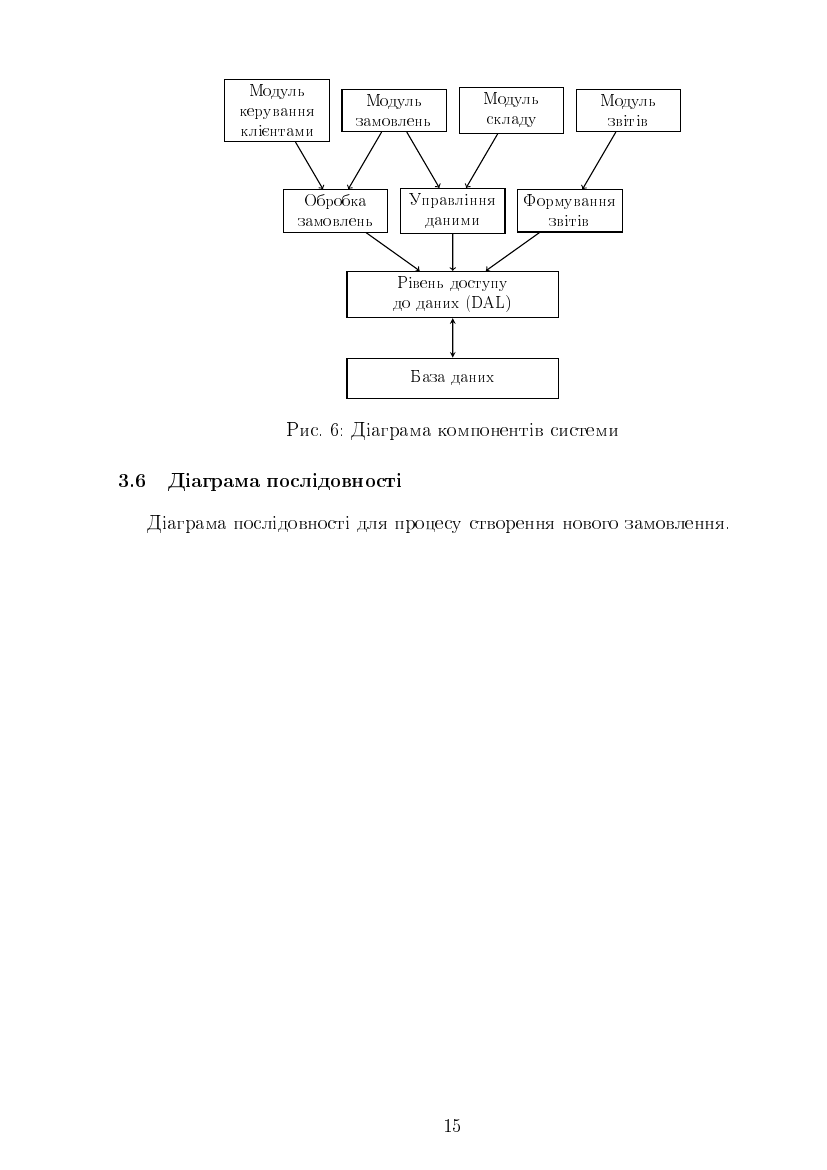 Модуль
керування
клієнтами
Модуль
замовлень
Модуль
складу
Модуль
звітів
Обробка
замовлень
Управління
даними
Формування
звітів
Рівень доступу
до даних (DAL)
База даних
Рис. 6: Діаграма компонентів системи
3.6 Діаграма послідовності
Діаграма послідовності для процесу створення нового замовлення.
15